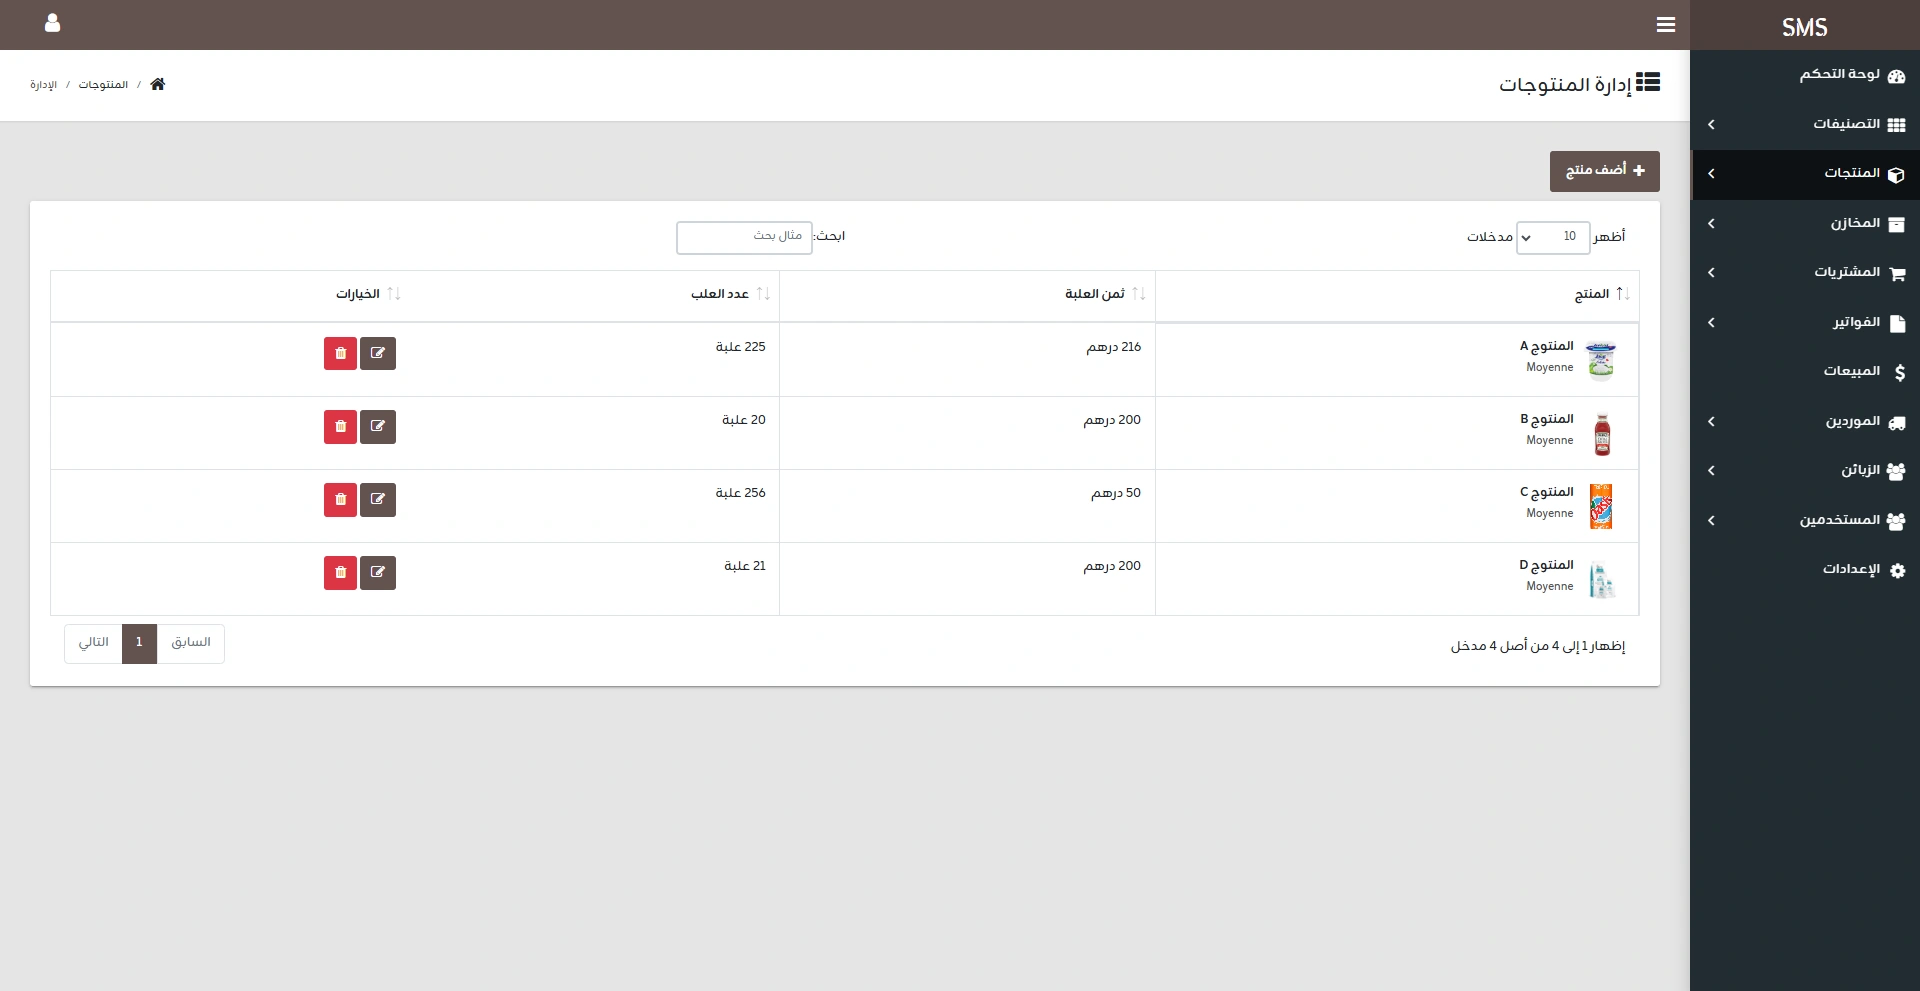 SMS
لوحة التحكم
التصنيفات
المنتجات
المخازن
المشتريات
الفواتير
المبيعات
الموردين
الزبائن
المستخدمين
الإعدادات
إدارة المنتوجات
المنتوجات / الإدارة
أضف منتج
أظهر 10 مدخلات
ابحث: مثال بحث
المنتج ثمن العلبة عدد العلب الخيارات
المنتوج A 216 درهم 225 علبة
Moyenne
المنتوج B 200 درهم 20 علبة
Moyenne
المنتوج C 50 درهم 256 علبة
Moyenne
المنتوج D 200 درهم 21 علبة
Moyenne
إظهار 1 إلى 4 من أصل 4 مدخل
السابق 1 التالي